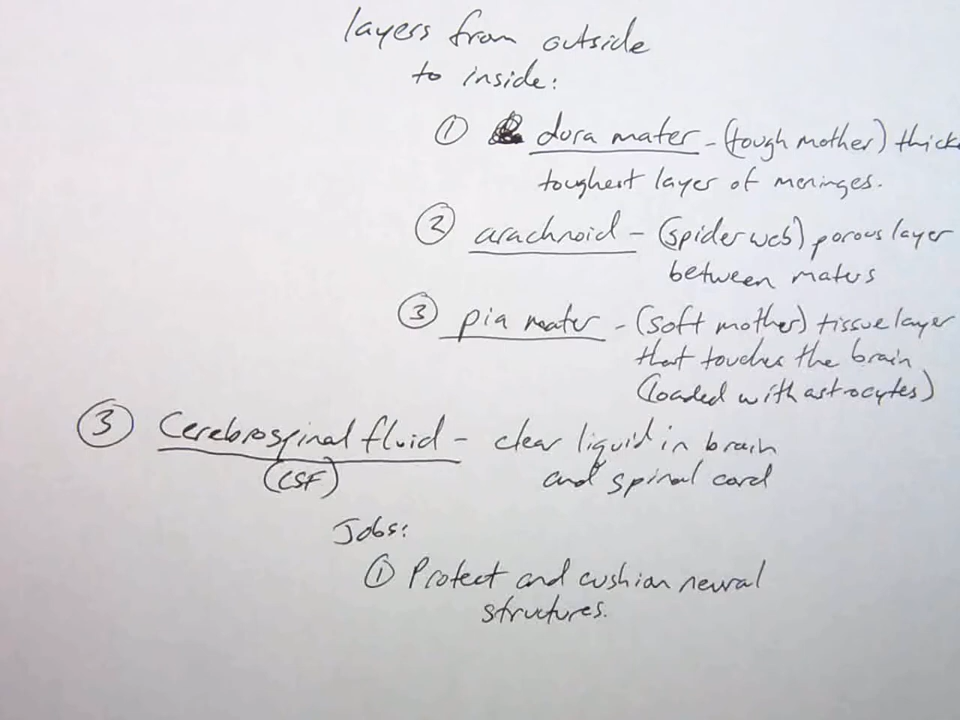 layers from outside
to inside:
① dura mater - (tough mother) thick
toughest layer of meninges.
② arachnoid - (spider web) porous layer
between maters
③ pia mater - (soft mother) tissue layer
that touches the brain
(loaded with astrocytes)
③ Cerebrospinal fluid - clear liquid in brain
(CSF) and spinal cord
Jobs:
① Protect and cushion neural
structures.